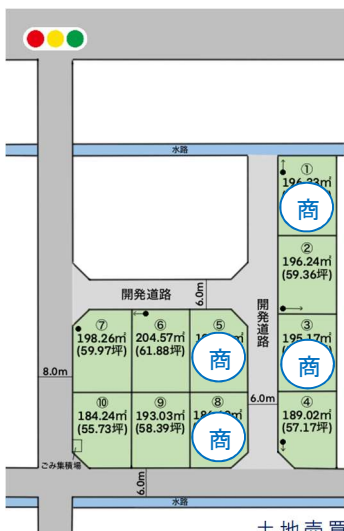 水路
①
196.33㎡
商
②
196.24㎡
(59.36坪)
6.0m
開発道路
開発道路
⑦
198.26㎡
(59.97坪)
⑥
204.57㎡
(61.88坪)
⑤
商
③
195.17㎡
商
8.0m
6.0m
⑩
184.24㎡
(55.73坪)
⑨
193.03㎡
(58.39坪)
⑧
商
④
189.02㎡
(57.17坪)
ごみ集積場
6.0m
水路
土地売買